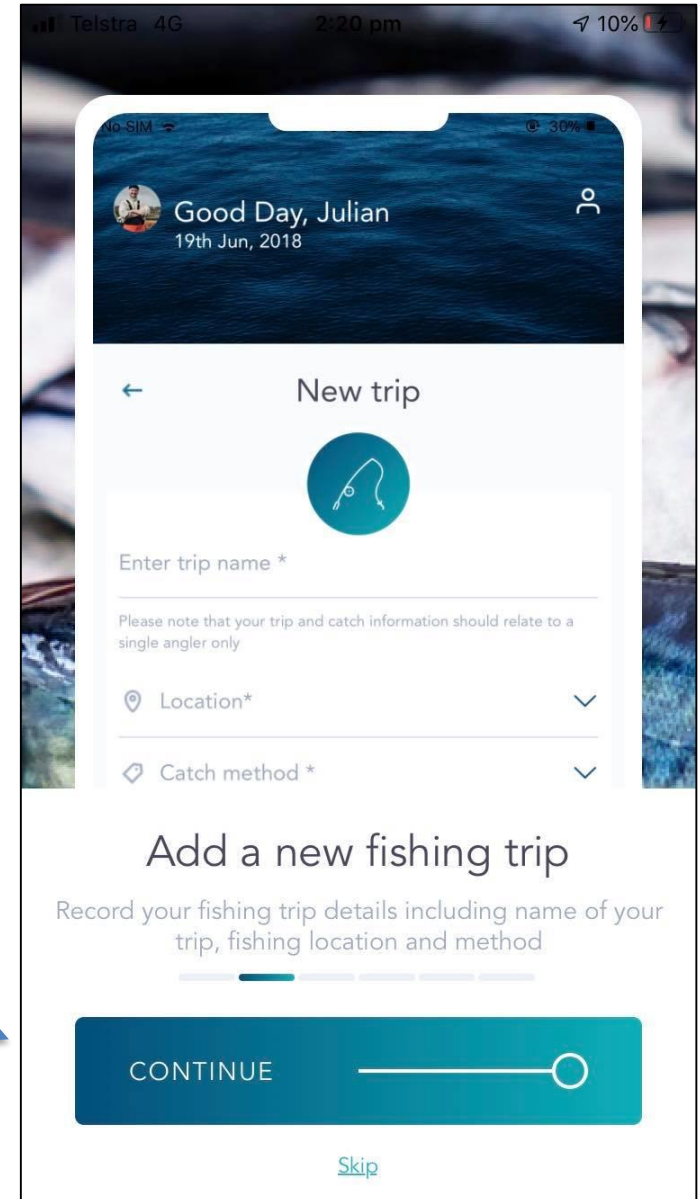 Telstra 4G 2:20 pm 10%
No SIM 30%
Good Day, Julian
19th Jun, 2018
New trip
Enter trip name *
Please note that your trip and catch information should relate to a
single angler only
Location*
Catch method *
Add a new fishing trip
Record your fishing trip details including name of your
trip, fishing location and method
CONTINUE
Skip